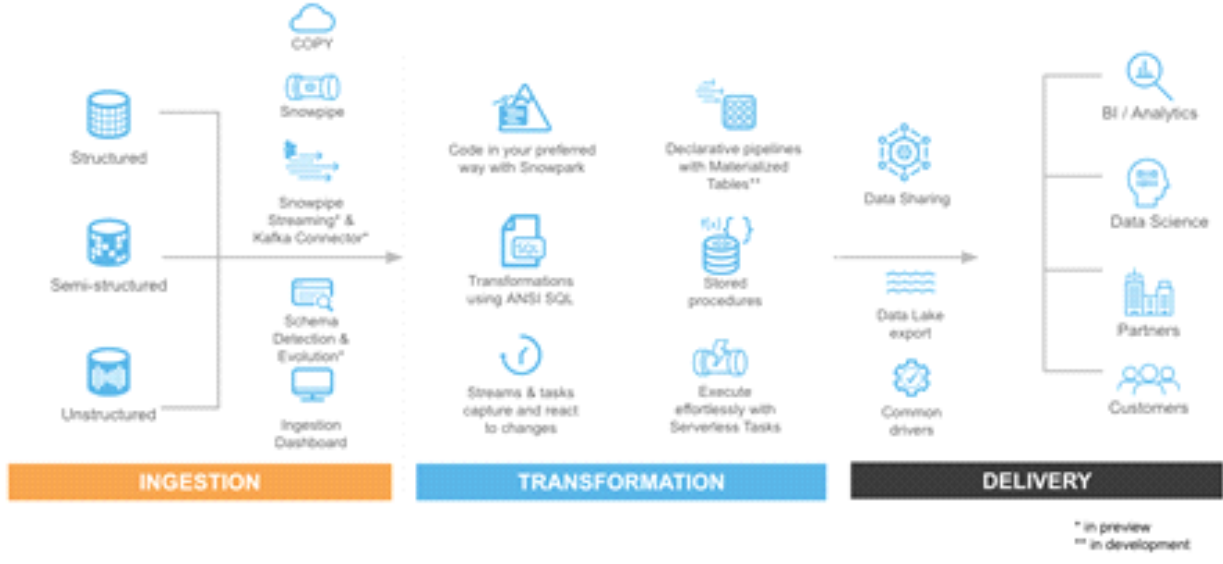 COPY
Snowpipe
Snowpipe
Streaming* &
Kafka Connector*
Schema
Detection &
Evolution*
Ingestion
Dashboard
Structured
Semi-structured
Unstructured
INGESTION
Code in your preferred
way with Snowpark
Declarative pipelines
with Materialized
Tables**
SQL
Transformations
using ANSI SQL
f(x) { }
Stored
procedures
Streams & tasks
capture and react
to changes
Execute
effortlessly with
Serverless Tasks
TRANSFORMATION
Data Sharing
Data Lake
export
Common
drivers
BI / Analytics
Data Science
Partners
Customers
DELIVERY
* in preview
** in development